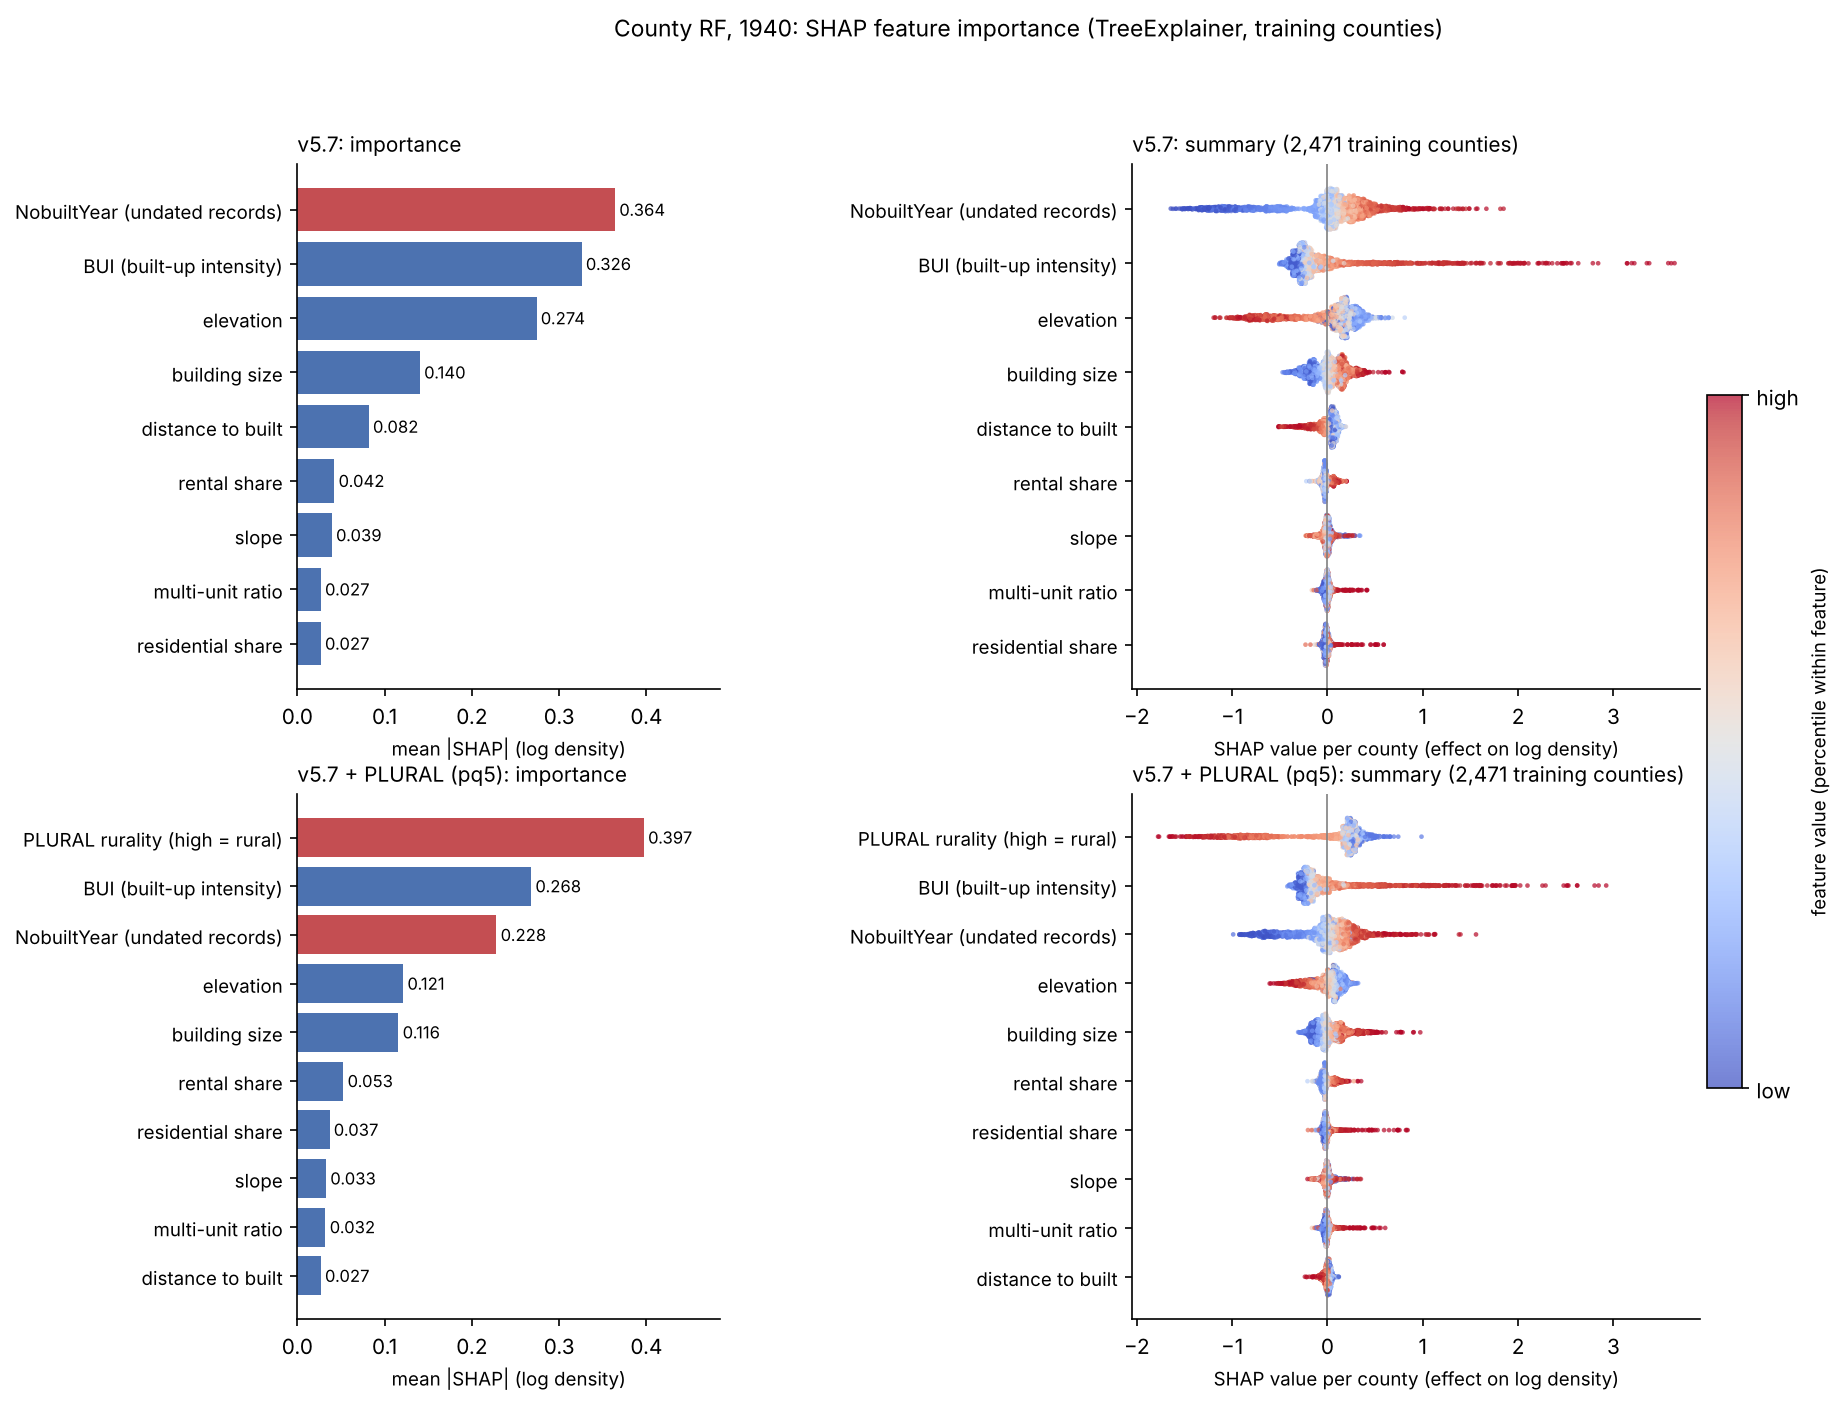 County RF, 1940: SHAP feature importance (TreeExplainer, training counties)
v5.7: importance
NobuiltYear (undated records)
0.364
BUI (built-up intensity)
0.326
elevation
0.274
building size
0.140
distance to built
0.082
rental share
0.042
slope
0.039
multi-unit ratio
0.027
residential share
0.027
0.0 0.1 0.2 0.3 0.4
mean |SHAP| (log density)
v5.7: summary (2,471 training counties)
NobuiltYear (undated records)
BUI (built-up intensity)
elevation
building size
distance to built
rental share
slope
multi-unit ratio
residential share
−2 −1 0 1 2 3
SHAP value per county (effect on log density)
v5.7 + PLURAL (pq5): importance
PLURAL rurality (high = rural)
0.397
BUI (built-up intensity)
0.268
NobuiltYear (undated records)
0.228
elevation
0.121
building size
0.116
rental share
0.053
residential share
0.037
slope
0.033
multi-unit ratio
0.032
distance to built
0.027
0.0 0.1 0.2 0.3 0.4
mean |SHAP| (log density)
v5.7 + PLURAL (pq5): summary (2,471 training counties)
PLURAL rurality (high = rural)
BUI (built-up intensity)
NobuiltYear (undated records)
elevation
building size
rental share
residential share
slope
multi-unit ratio
distance to built
−2 −1 0 1 2 3
SHAP value per county (effect on log density)
high
low
feature value (percentile within feature)